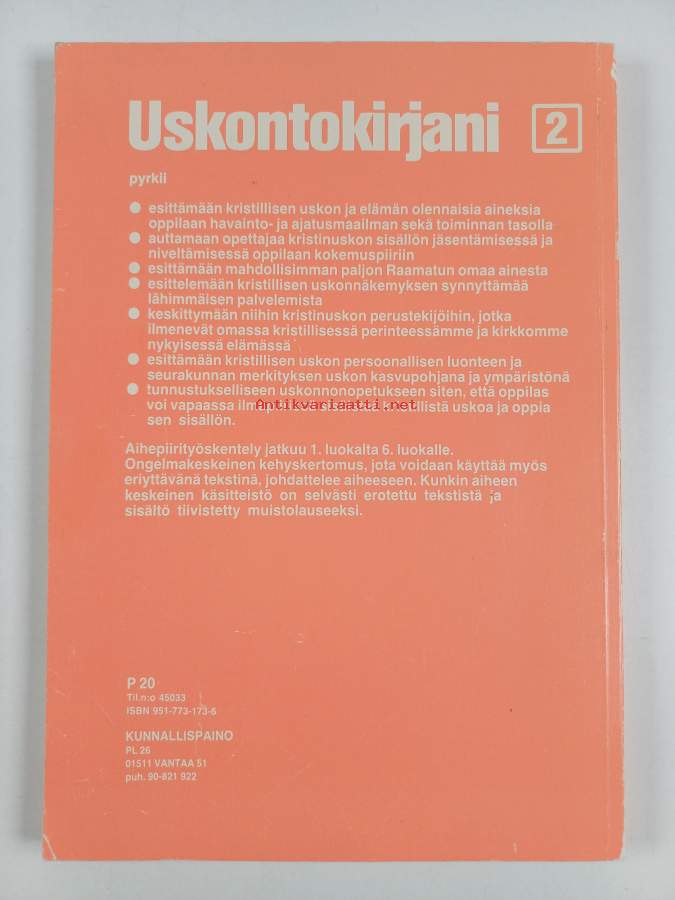 Uskontokirjani 2
pyrkii
● esittämään kristillisen uskon ja elämän olennaisia aineksia
oppilaan havainto- ja ajatusmaailman sekä toiminnan tasolla
● auttamaan opettajaa kristinuskon sisällön jäsentämisessä ja
niveltämisessä oppilaan kokemuspiiriin
● esittämään mahdollisimman paljon Raamatun omaa ainesta
● esittelemään kristillisen uskonnäkemyksen synnyttämää
lähimmäisen palvelemista
● keskittymään niihin kristinuskon perustekijöihin, jotka
ilmenevät omassa kristillisessä perinteessämme ja kirkkomme
nykyisessä elämässä
● esittämään kristillisen uskon persoonallisen luonteen ja
seurakunnan merkityksen uskon kasvupohjana ja ympäristönä
● tunnustukselliseen uskonnonopetukseen siten, että oppilas
voi vapaassa uskoa ja oppia
Antikvariaatti.net
sen sisällön.
Aihepiirityöskentely jatkuu 1. luokalta 6. luokalle.
Ongelmakeskeinen kehyskertomus, jota voidaan käyttää myös
eriyttävänä tekstinä, johdattelee aiheeseen. Kunkin aiheen
keskeinen käsitteistö on selvästi erotettu tekstistä ja
sisältö tiivistetty muistolauseeksi.
P 20
Til.n:o 45033
ISBN 951-773-173-6
KUNNALLISPAINO
PL 26
01511 VANTAA 51
puh. 90-821 922